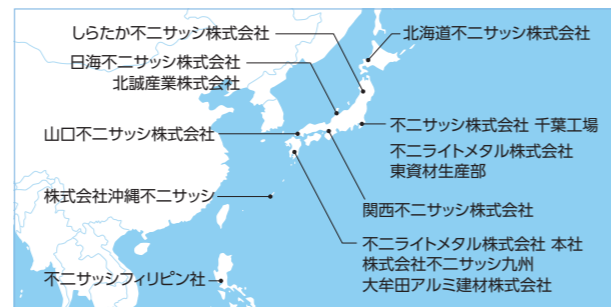 しらたか不二サッシ株式会社
北海道不二サッシ株式会社
日海不二サッシ株式会社
北誠産業株式会社
山口不二サッシ株式会社
不二サッシ株式会社 千葉工場
不二ライトメタル株式会社
東資材生産部
株式会社沖縄不二サッシ
関西不二サッシ株式会社
不二ライトメタル株式会社 本社
株式会社不二サッシ九州
大牟田アルミ建材株式会社
不二サッシフィリピン社